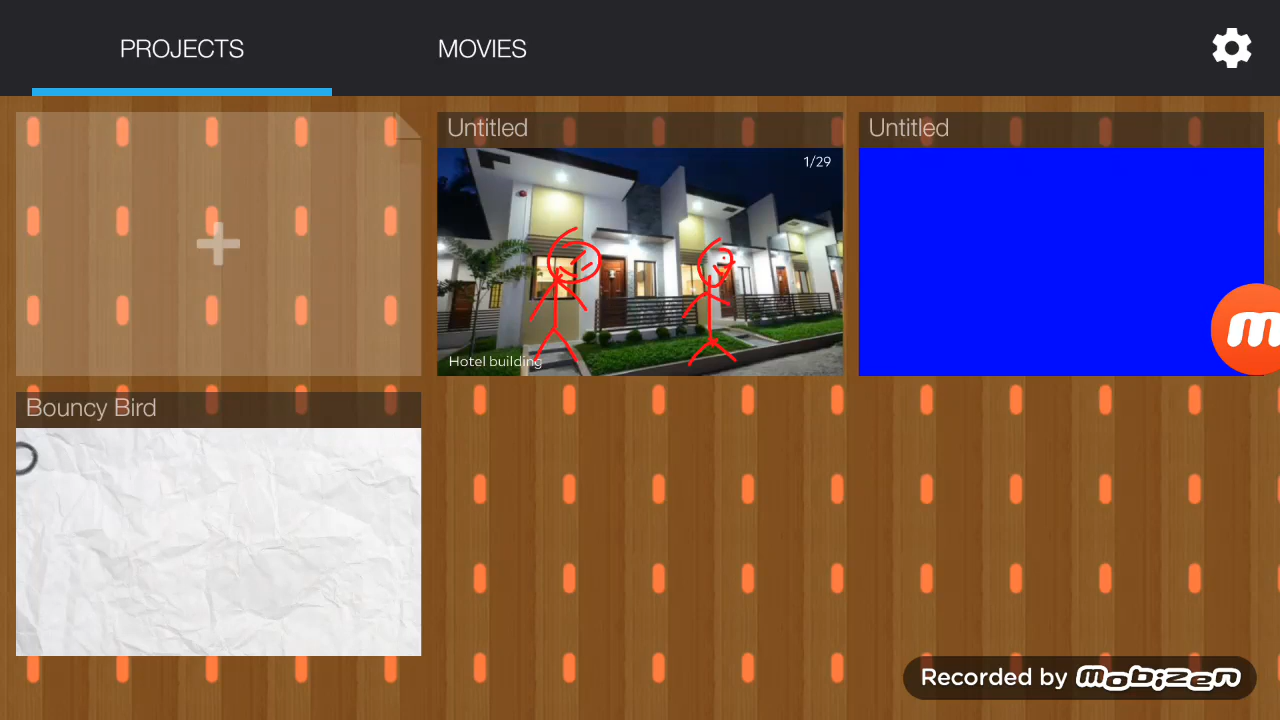 PROJECTS
MOVIES
Untitled
1/29
Hotel building
Untitled
Bouncy Bird
Recorded by mobizen